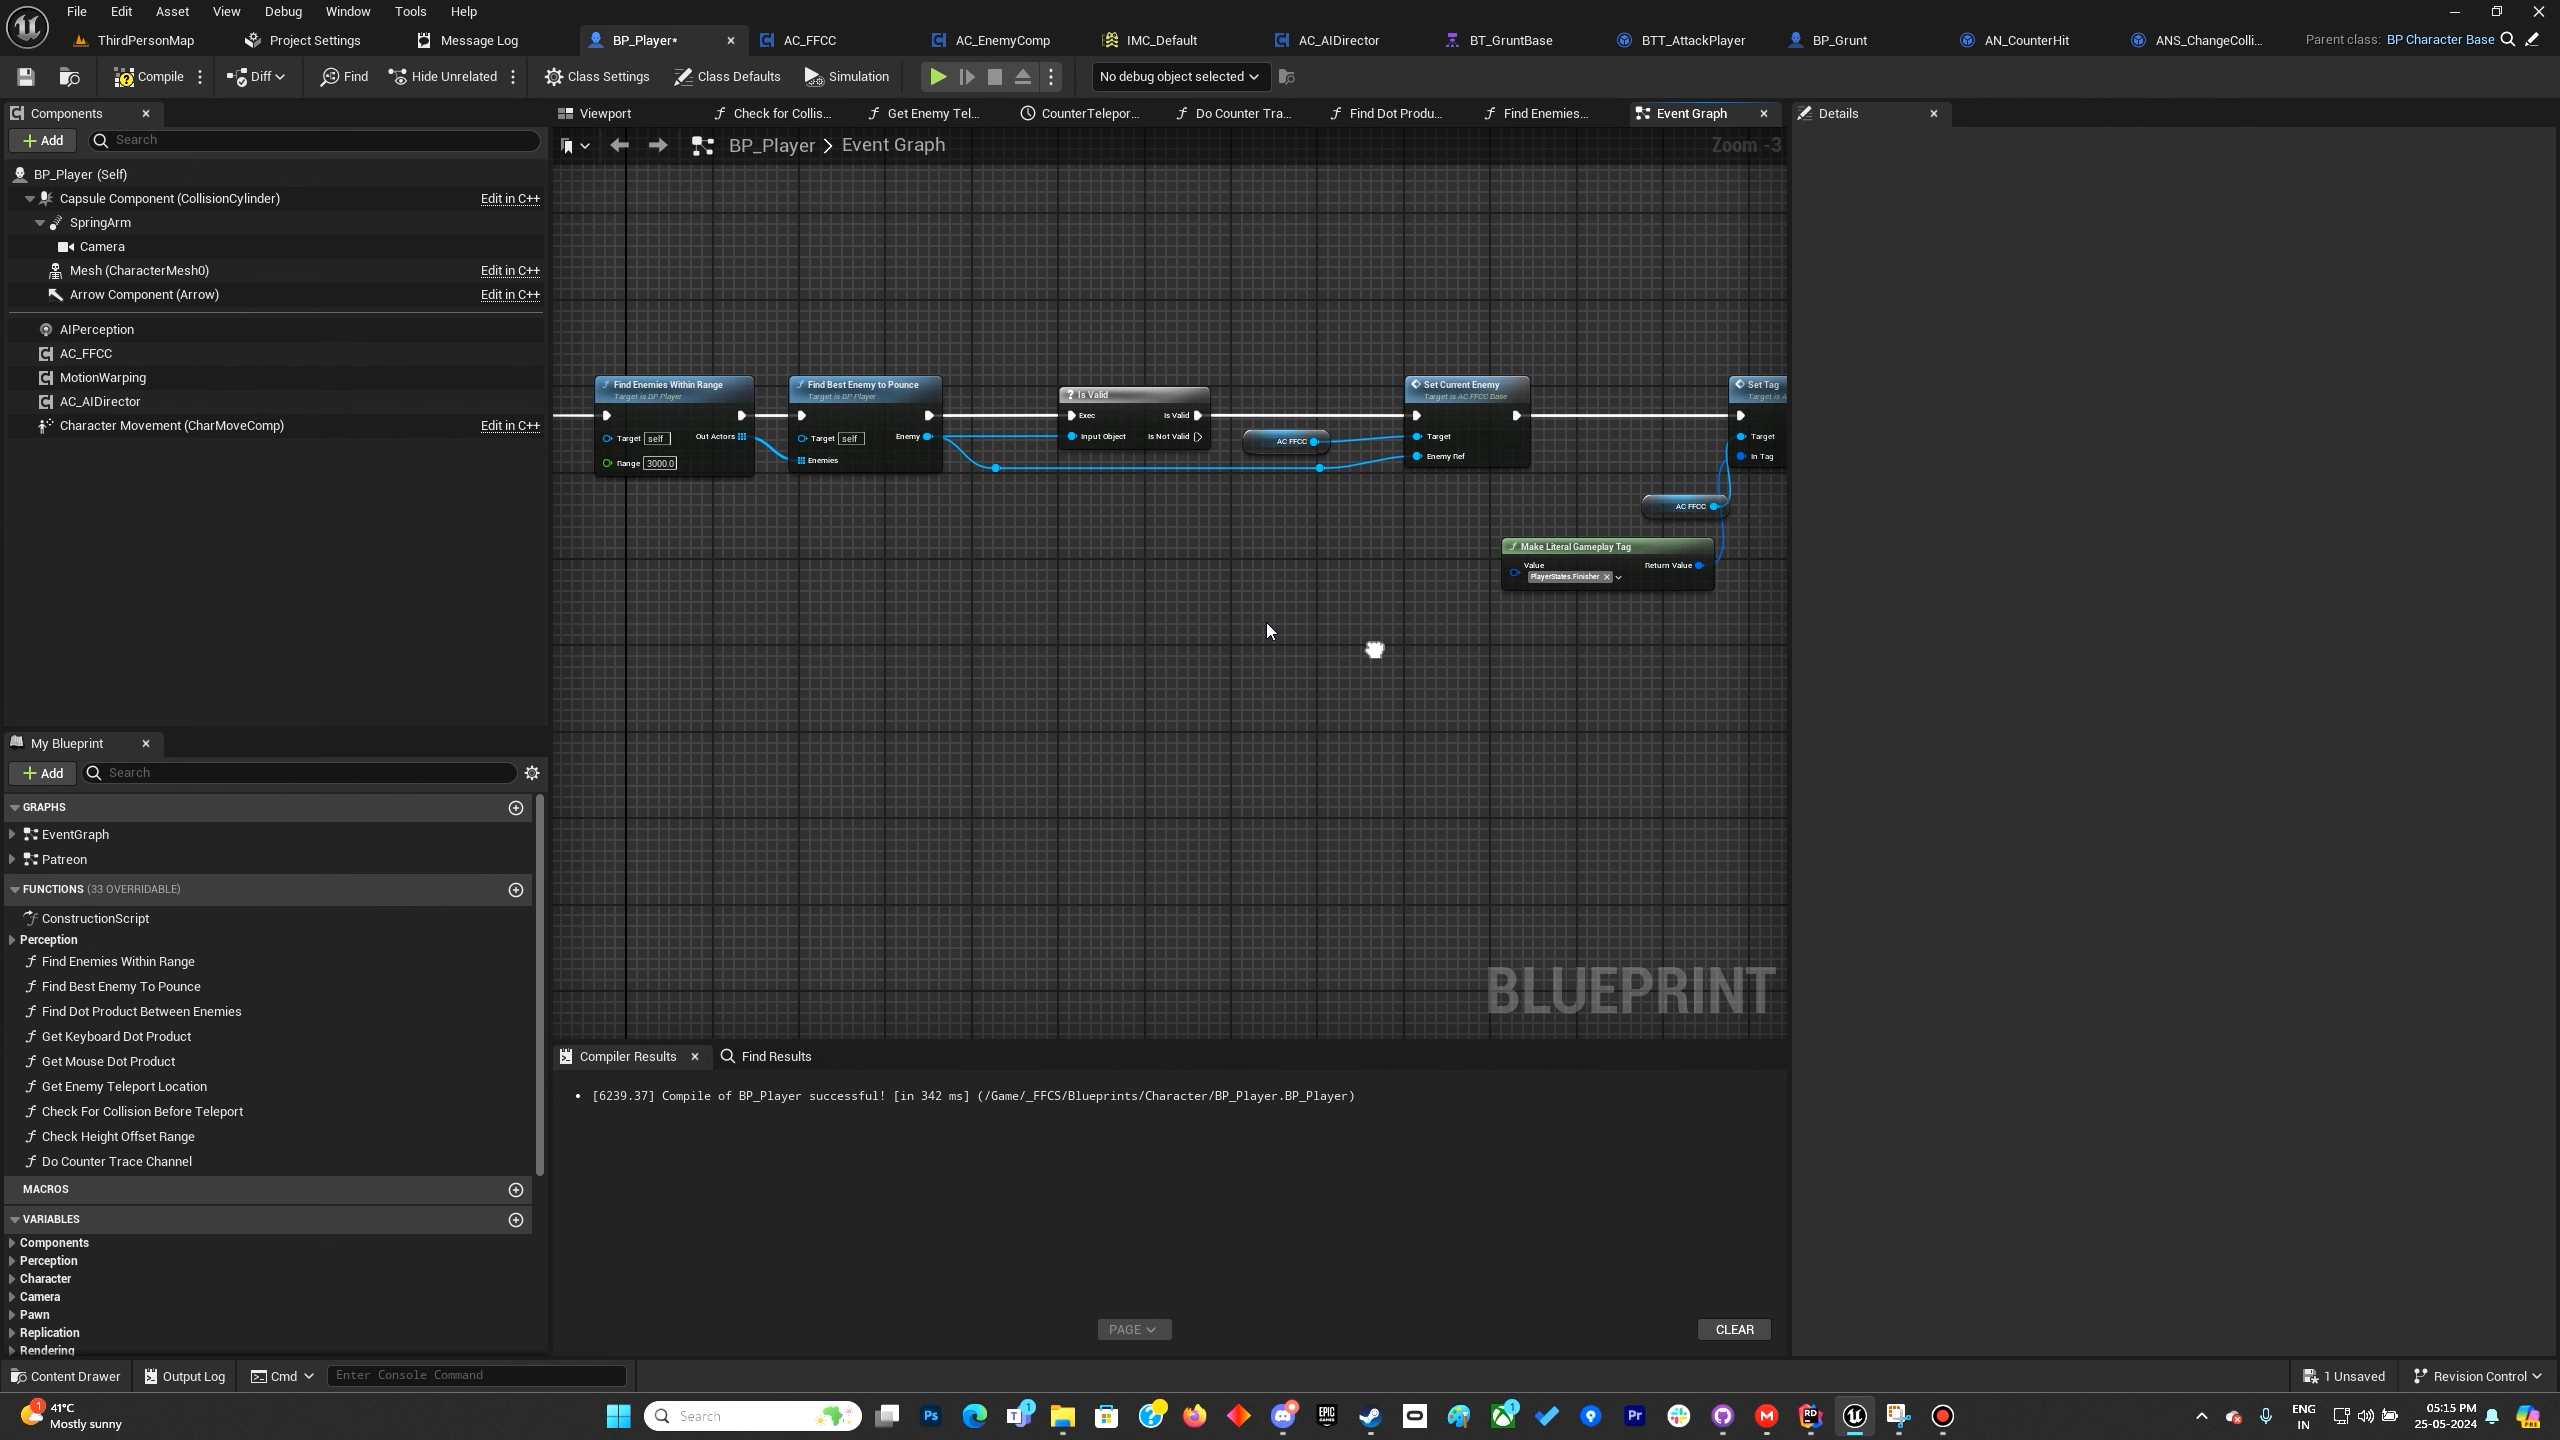 File Edit Asset View Debug Window Tools Help
ThirdPersonMap Project Settings Message Log BP_Player* AC_FFCC AC_EnemyComp IMC_Default AC_AIDirector BT_GruntBase BTT_AttackPlayer BP_Grunt AN_CounterHit ANS_ChangeColli... Parent class: BP Character Base
Compile Diff Find Hide Unrelated Class Settings Class Defaults Simulation No debug object selected
Components
Viewport Check for Collis... Get Enemy Tel... CounterTelepor... Do Counter Tra... Find Dot Produ... Find Enemies... Event Graph Details
Add Search
BP_Player > Event Graph Zoom -3
BP_Player (Self)
Capsule Component (CollisionCylinder) Edit in C++
SpringArm
Camera
Mesh (CharacterMesh0) Edit in C++
Arrow Component (Arrow) Edit in C++
AIPerception
AC_FFCC
MotionWarping
AC_AIDirector
Character Movement (CharMoveComp) Edit in C++
Find Enemies Within Range
Target is BP Player
Target self Out Actors
Range 3000.0
Find Best Enemy to Pounce
Target is BP Player
Target self Enemy
Enemies
? Is Valid
Exec Is Valid
Input Object Is Not Valid
AC FFCC
Set Current Enemy
Target is AC FFCC Base
Target
Enemy Ref
Set Tag
Target is A
Target
In Tag
AC FFCC
Make Literal Gameplay Tag
Value Return Value
PlayerStates.Finisher
BLUEPRINT
My Blueprint
Add Search
GRAPHS
EventGraph
Patreon
FUNCTIONS (33 OVERRIDABLE)
ConstructionScript
Perception
Find Enemies Within Range
Find Best Enemy To Pounce
Find Dot Product Between Enemies
Get Keyboard Dot Product
Get Mouse Dot Product
Get Enemy Teleport Location
Check For Collision Before Teleport
Check Height Offset Range
Do Counter Trace Channel
MACROS
VARIABLES
Components
Perception
Character
Camera
Pawn
Replication
Rendering
Compiler Results Find Results
[6239.37] Compile of BP_Player successful! [in 342 ms] (/Game/_FFCS/Blueprints/Character/BP_Player.BP_Player)
PAGE CLEAR
Content Drawer Output Log Cmd Enter Console Command 1 Unsaved Revision Control
1 41°C
Mostly sunny
Search
ENG
IN
05:15 PM
25-05-2024